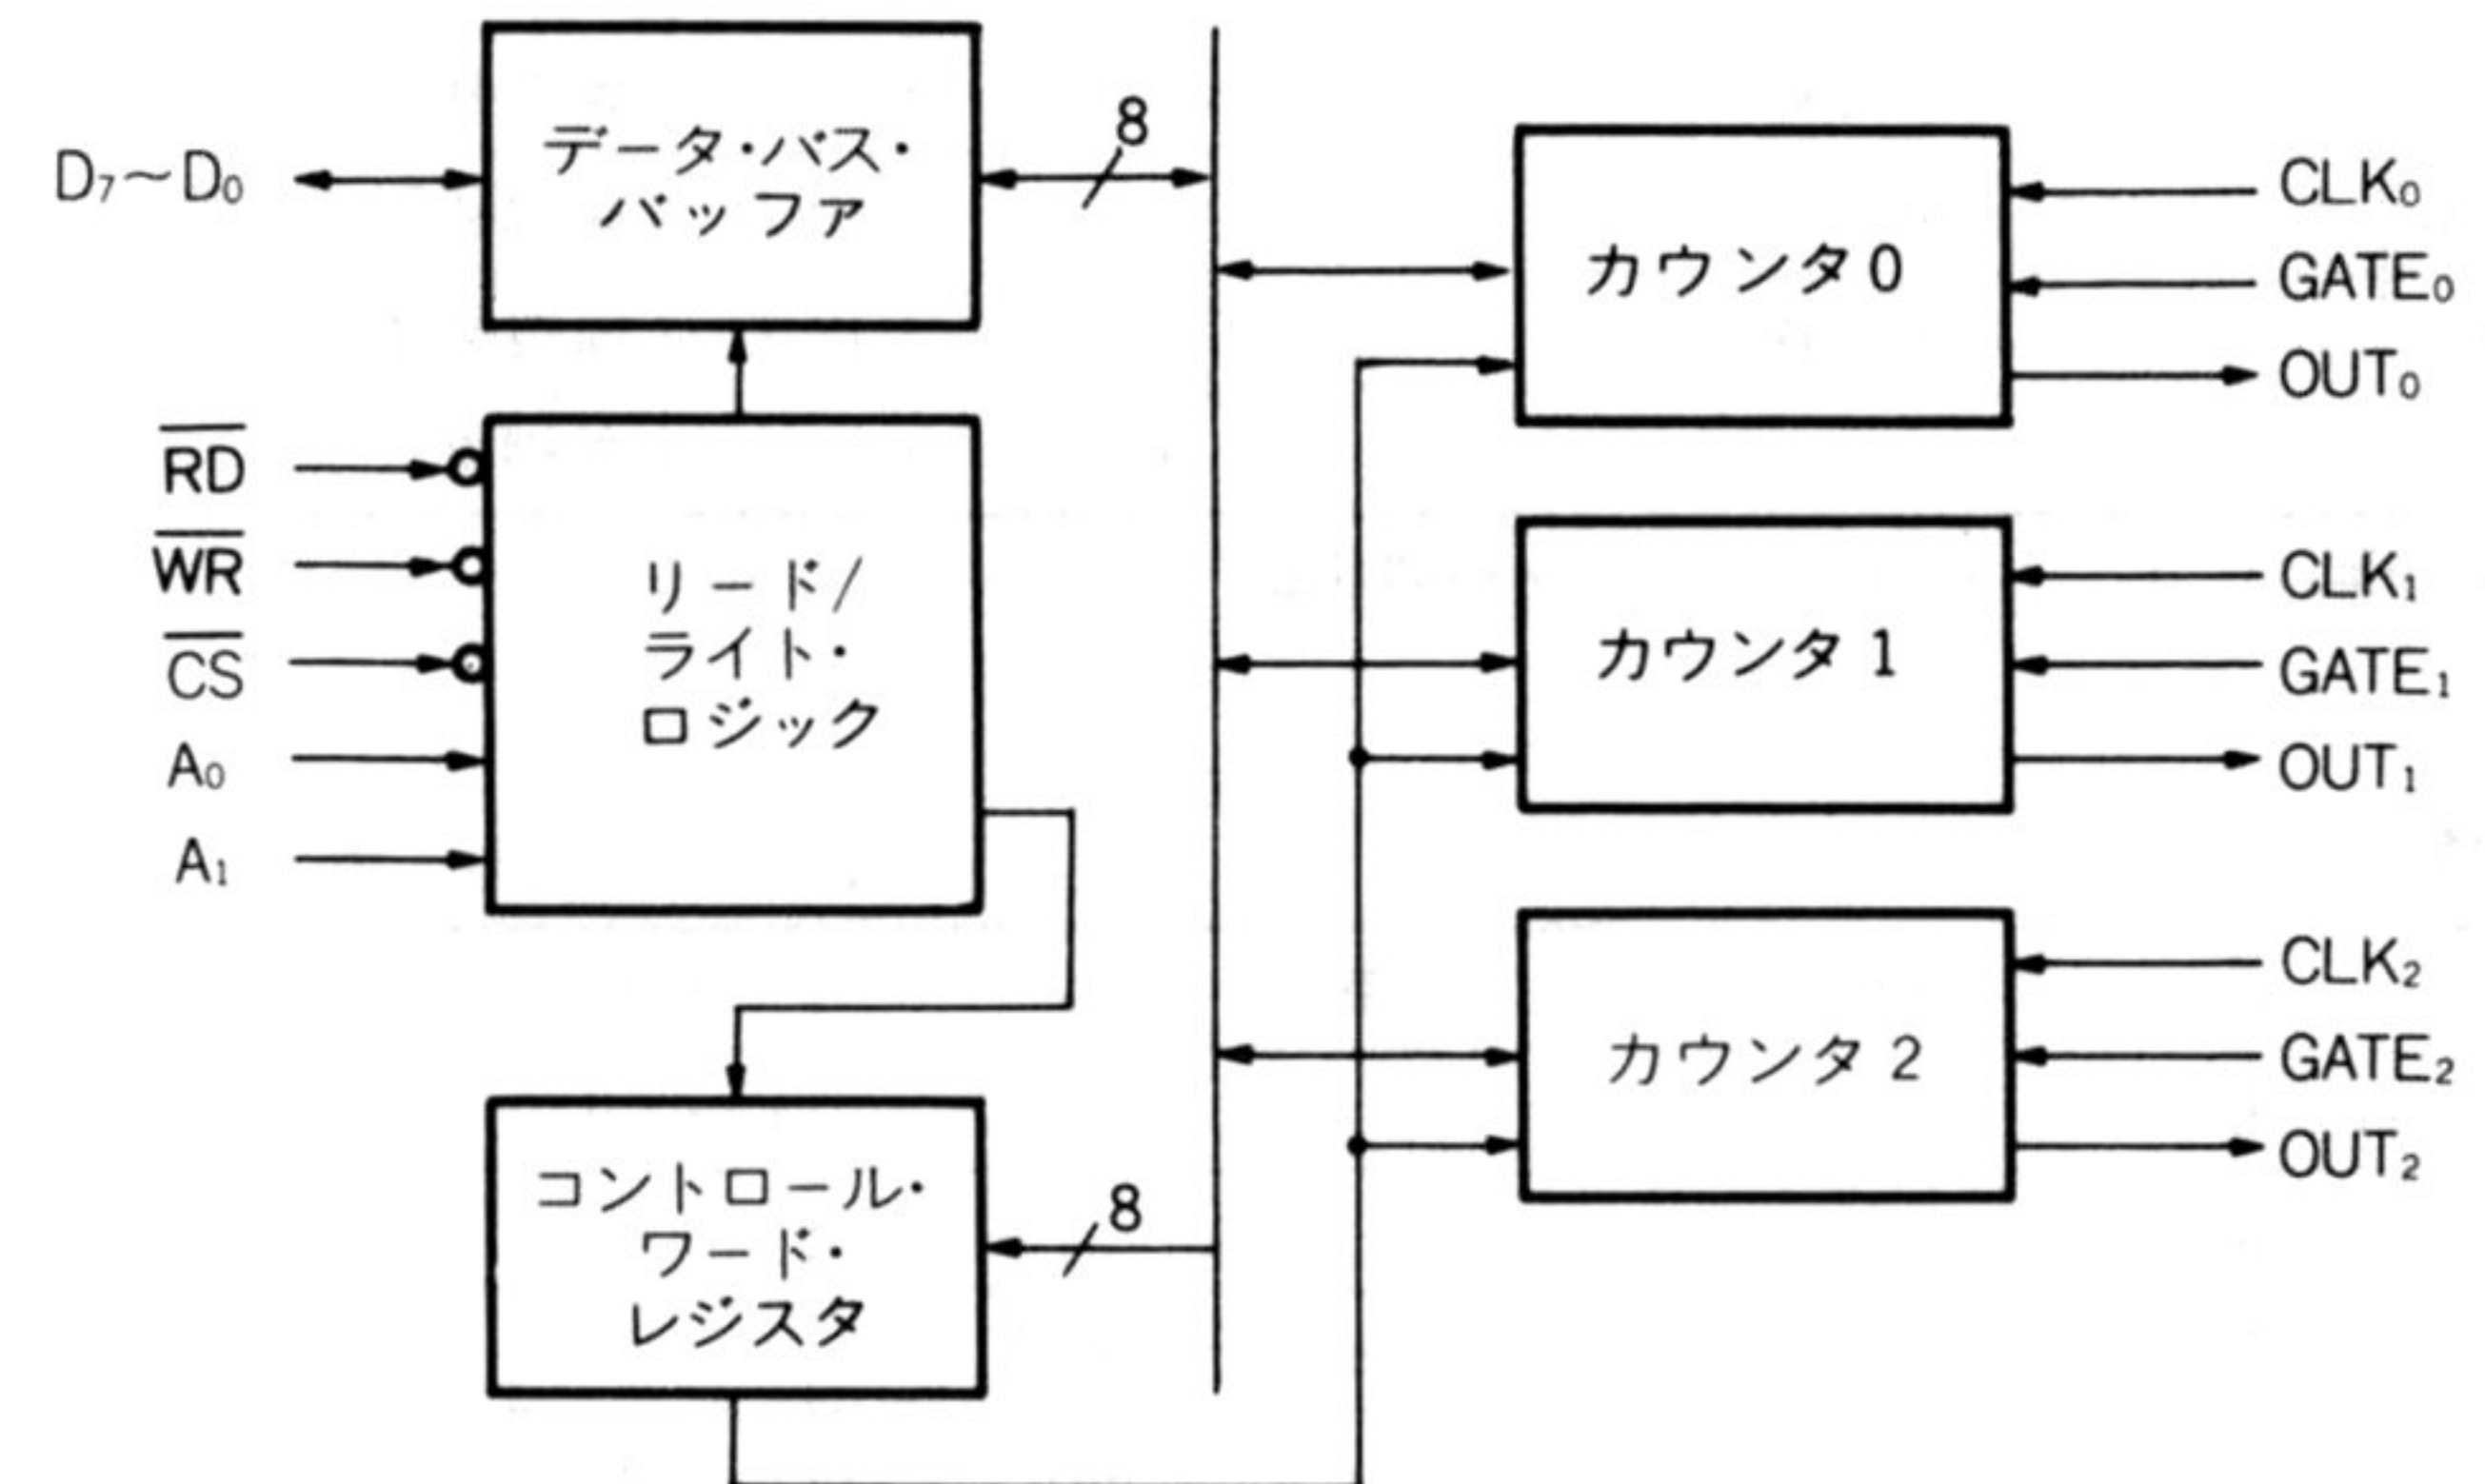 D₇～D₀
データ・バス・
バッファ
8
R̅D̅
W̅R̅
C̅S̅
A₀
A₁
リード/
ライト・
ロジック
コントロール・
ワード・
レジスタ
8
カウンタ0
CLK₀
GATE₀
OUT₀
カウンタ1
CLK₁
GATE₁
OUT₁
カウンタ2
CLK₂
GATE₂
OUT₂